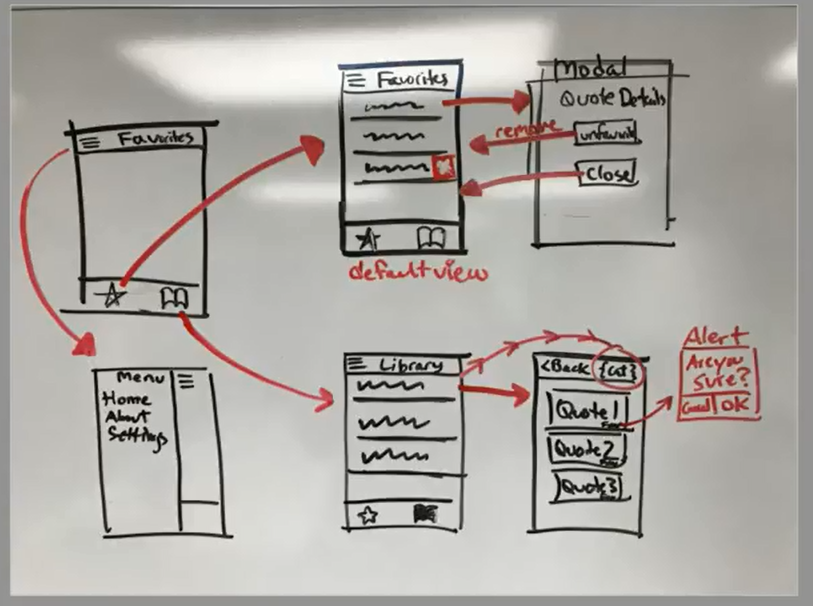 Favorites
Menu
Home
About
Settings
Favorites
default view
Modal
Quote Details
remove
unfavorite
Close
Library
<Back {Cat}
Quote 1
Quote 2
Quote 3
Alert
Are you
sure?
Cancel OK